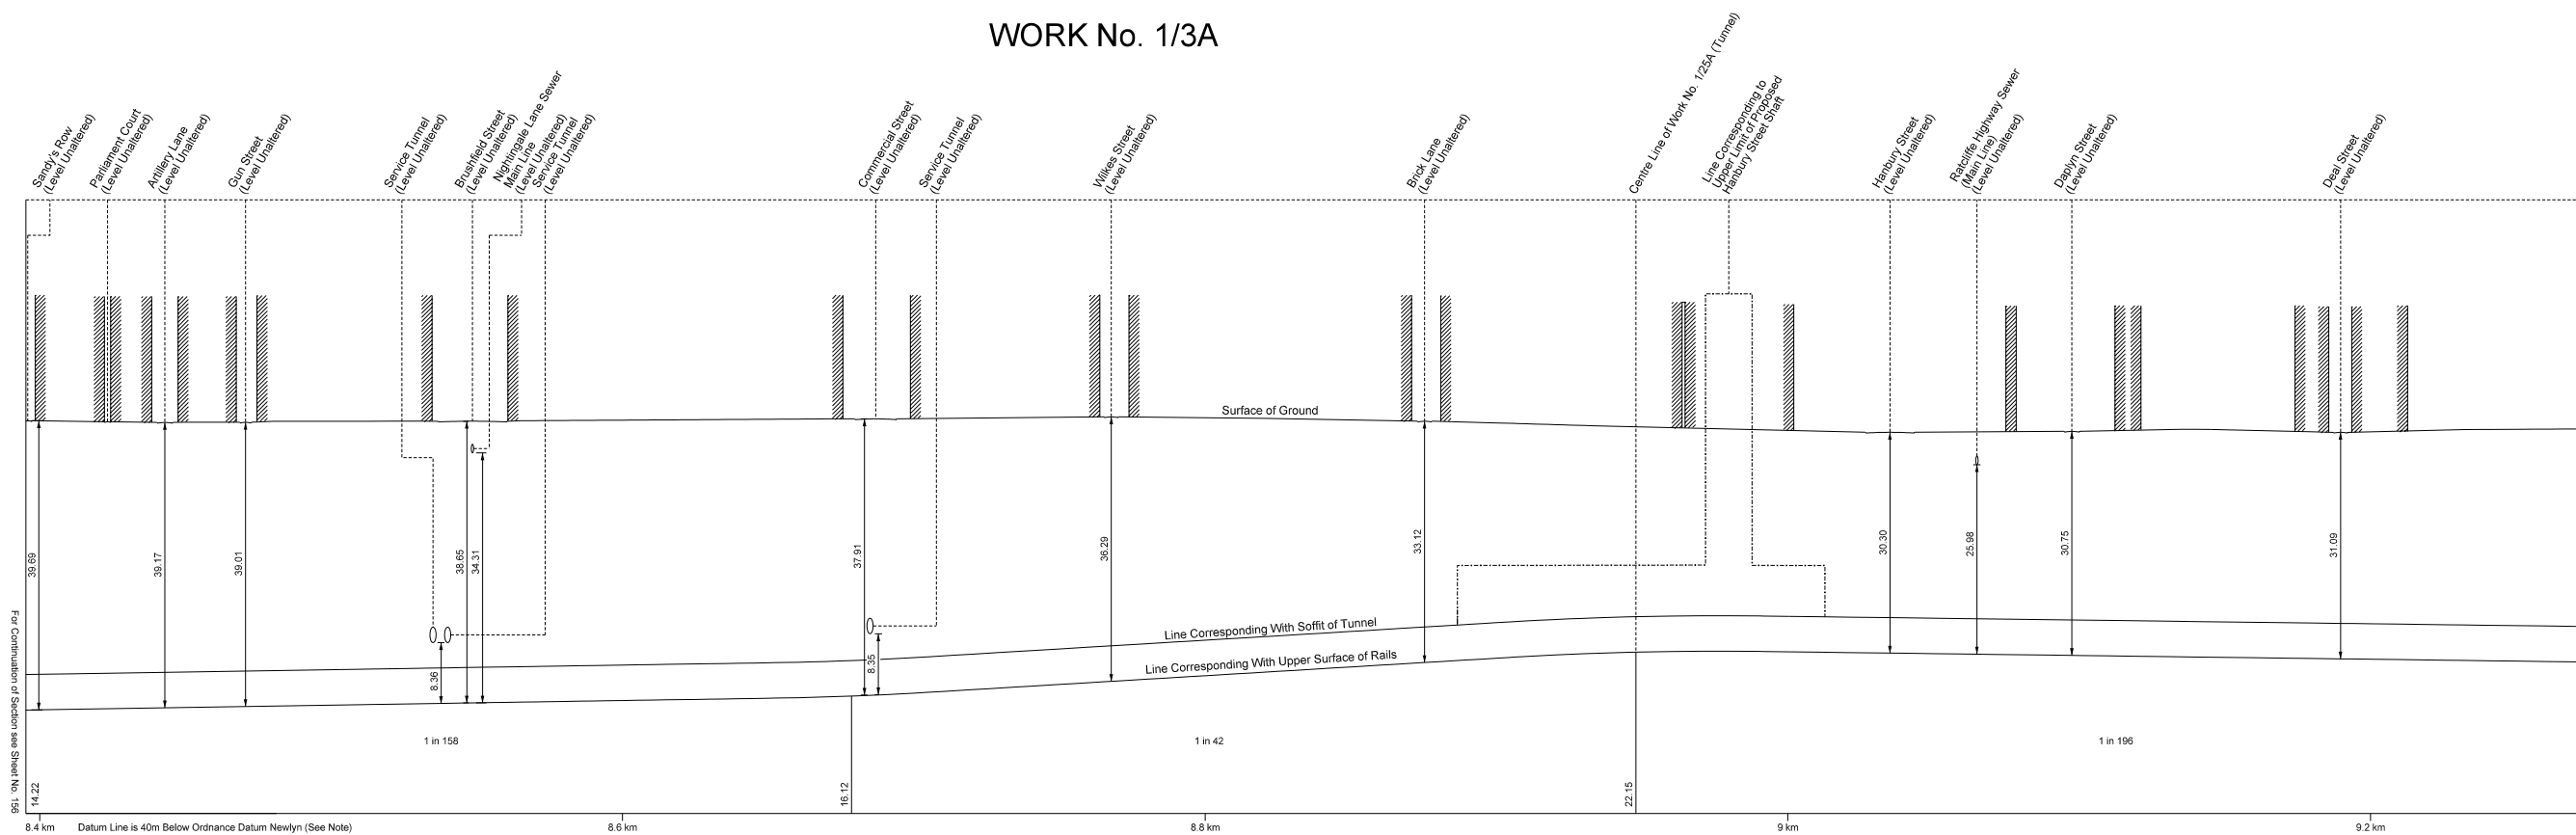 WORK No. 1/3A
Sandy's Row
(Level Unaltered)
Parliament Court
(Level Unaltered)
Artillery Lane
(Level Unaltered)
Gun Street
(Level Unaltered)
Service Tunnel
(Level Unaltered)
Brushfield Street
(Level Unaltered)
Nightingale Lane Sewer
Main Line
(Level Unaltered)
Service Tunnel
(Level Unaltered)
Commercial Street
(Level Unaltered)
Service Tunnel
(Level Unaltered)
Wilkes Street
(Level Unaltered)
Brick Lane
(Level Unaltered)
Centre Line of Work No. 1/25A (Tunnel)
Line Corresponding to
Upper Limit of Proposed
Hanbury Street Shaft
Hanbury Street
(Level Unaltered)
Ratcliffe Highway Sewer
(Main Line)
(Level Unaltered)
Daplyn Street
(Level Unaltered)
Deal Street
(Level Unaltered)
Surface of Ground
39.69
39.17
39.01
8.36
38.65
34.31
37.91
8.35
36.29
33.12
30.30
25.98
30.75
31.09
Line Corresponding With Soffit of Tunnel
Line Corresponding With Upper Surface of Rails
For Continuation of Section see Sheet No. 156
1 in 158
1 in 42
1 in 196
14.22
16.12
22.15
8.4 km
Datum Line is 40m Below Ordnance Datum Newlyn (See Note)
8.6 km
8.8 km
9 km
9.2 km